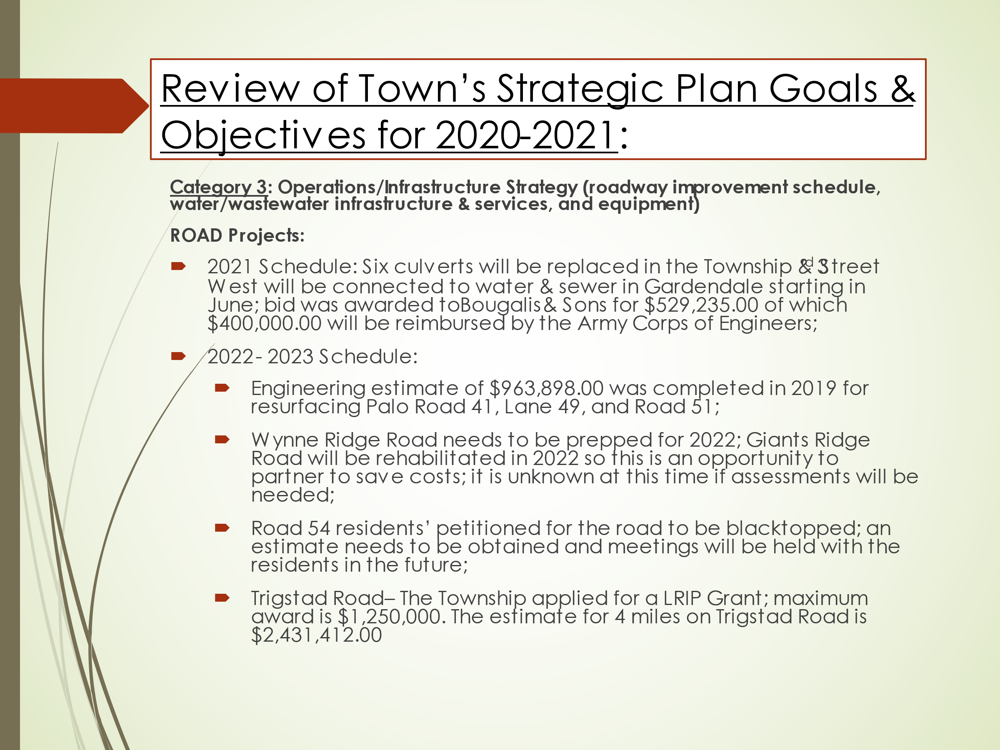 Review of Town’s Strategic Plan Goals &
Objectives for 2020-2021:
Category 3: Operations/Infrastructure Strategy (roadway improvement schedule,
water/wastewater infrastructure & services, and equipment)
ROAD Projects:
2021 Schedule: Six culverts will be replaced in the Township & 3rd Street
West will be connected to water & sewer in Gardendale starting in
June; bid was awarded to Bougalis & Sons for $529,235.00 of which
$400,000.00 will be reimbursed by the Army Corps of Engineers;
2022- 2023 Schedule:
Engineering estimate of $963,898.00 was completed in 2019 for
resurfacing Palo Road 41, Lane 49, and Road 51;
Wynne Ridge Road needs to be prepped for 2022; Giants Ridge
Road will be rehabilitated in 2022 so this is an opportunity to
partner to save costs; it is unknown at this time if assessments will be
needed;
Road 54 residents’ petitioned for the road to be blacktopped; an
estimate needs to be obtained and meetings will be held with the
residents in the future;
Trigstad Road– The Township applied for a LRIP Grant; maximum
award is $1,250,000. The estimate for 4 miles on Trigstad Road is
$2,431,412.00